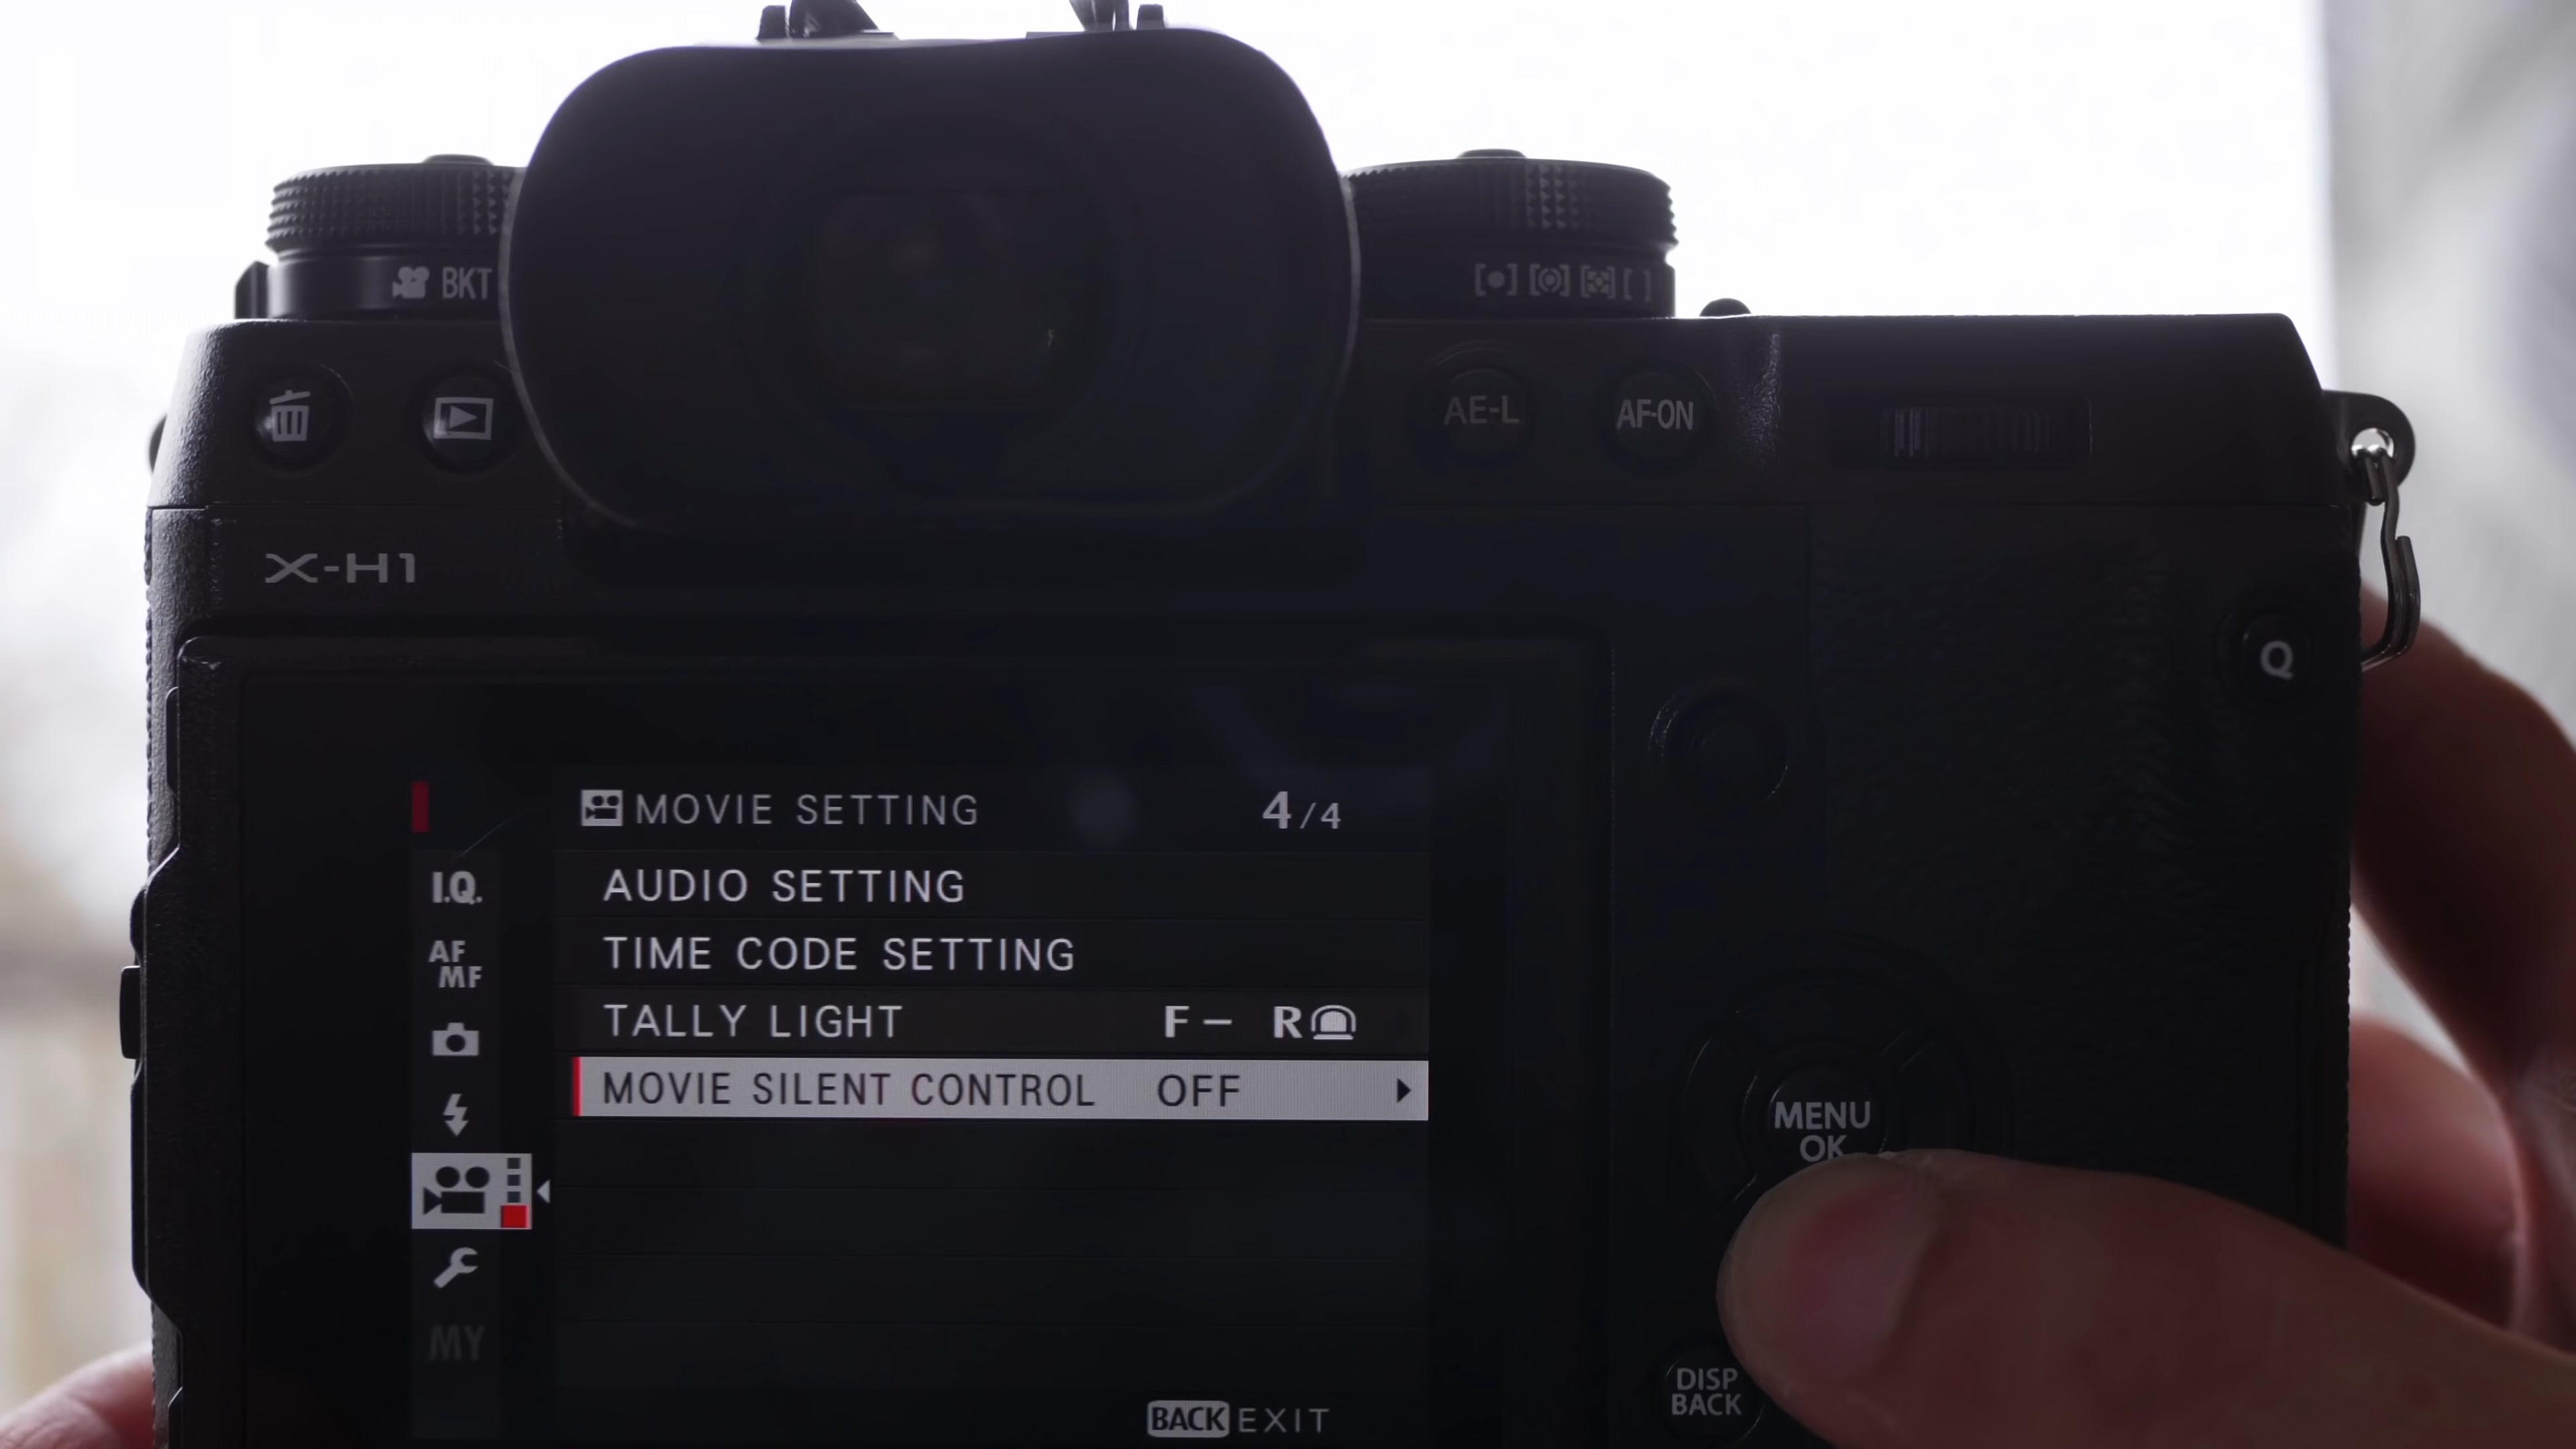 BKT
AE-L
AF-ON
X-H1
Q
MOVIE SETTING 4/4
I.Q.
AUDIO SETTING
AF
MF
TIME CODE SETTING
TALLY LIGHT F – R
MOVIE SILENT CONTROL OFF
MENU
OK
MY
DISP
BACK
BACK EXIT